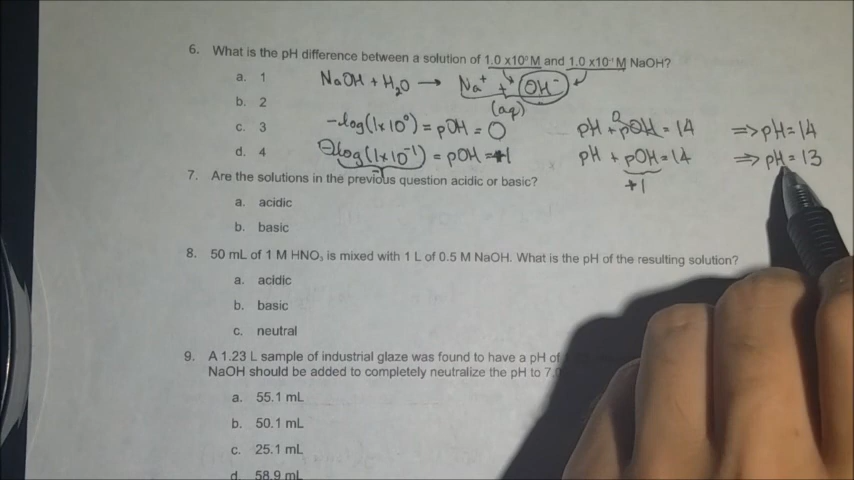 6. What is the pH difference between a solution of 1.0 x10⁰ M and 1.0 x10⁻¹ M NaOH?
a. 1
NaOH + H₂O → Na⁺ + OH⁻
b. 2
(aq)
c. 3
-log(1x10⁰) = pOH = 0
pH + pOH = 14 => pH = 14
0
d. 4
-log(1x10⁻¹) = pOH = +1
pH + pOH = 14 => pH = 13
+1
7. Are the solutions in the previous question acidic or basic?
a. acidic
b. basic
8. 50 mL of 1 M HNO₃ is mixed with 1 L of 0.5 M NaOH. What is the pH of the resulting solution?
a. acidic
b. basic
c. neutral
9. A 1.23 L sample of industrial glaze was found to have a pH of
NaOH should be added to completely neutralize the pH to 7.
a. 55.1 mL
b. 50.1 mL
c. 25.1 mL
d. 58.9 mL